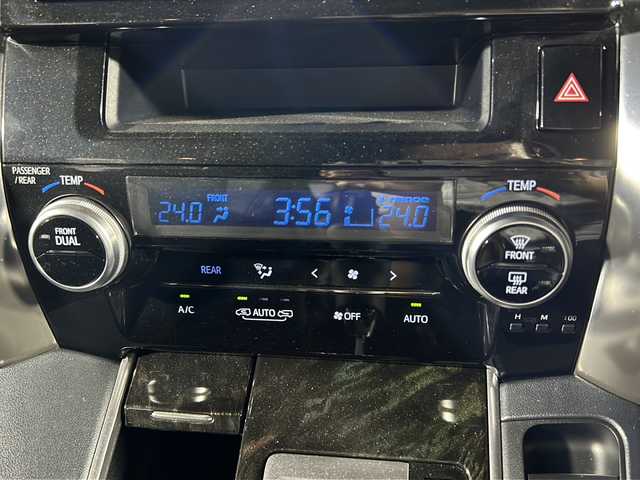 PASSENGER
/ REAR
TEMP
TEMP
FRONT
24.0
3:56
24.0
FRONT
DUAL
FRONT
REAR
REAR
A/C
AUTO
OFF
AUTO
H M :00